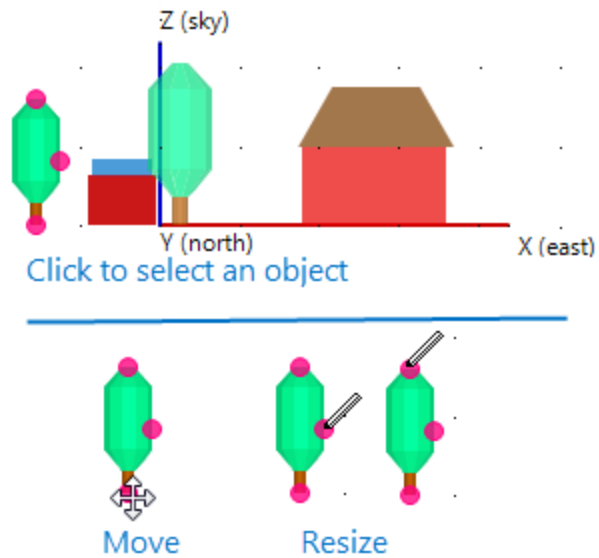 Z (sky)
Y (north)
X (east)
Click to select an object
Move
Resize